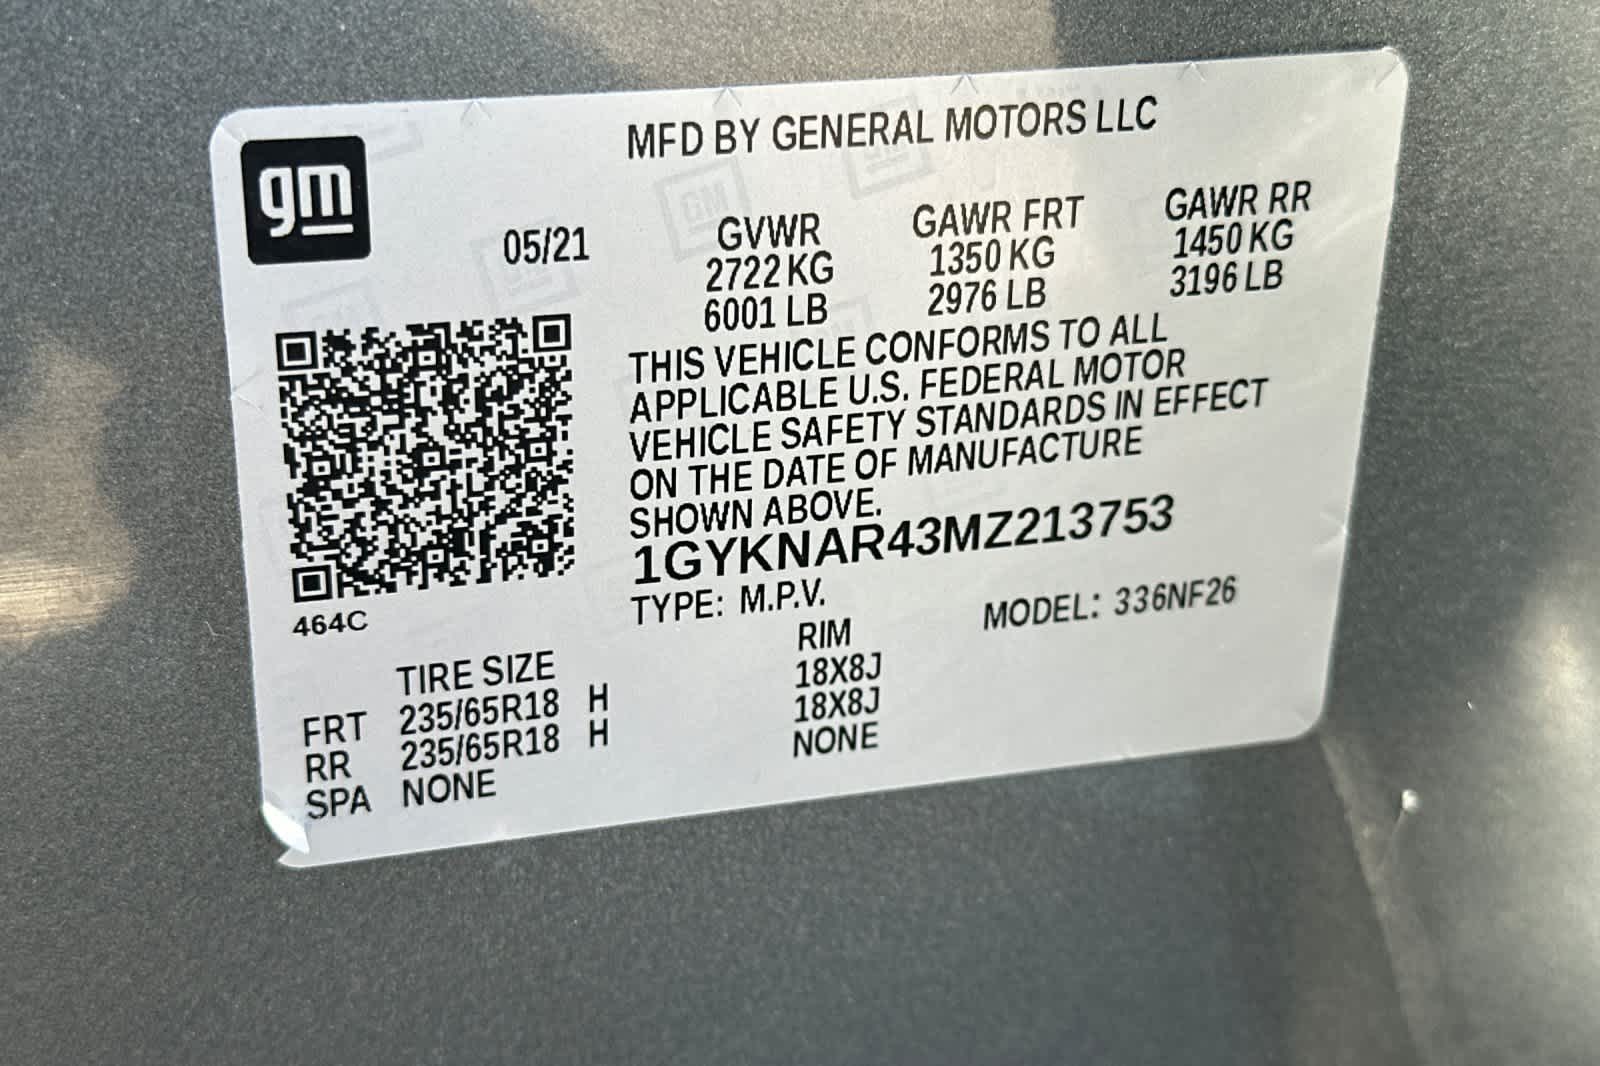 gm
MFD BY GENERAL MOTORS LLC
05/21
GVWR GAWR FRT GAWR RR
2722 KG 1350 KG 1450 KG
6001 LB 2976 LB 3196 LB
THIS VEHICLE CONFORMS TO ALL
APPLICABLE U.S. FEDERAL MOTOR
VEHICLE SAFETY STANDARDS IN EFFECT
ON THE DATE OF MANUFACTURE
SHOWN ABOVE.
1GYKNAR43MZ213753
TYPE: M.P.V. MODEL: 336NF26
464C
TIRE SIZE RIM
FRT 235/65R18 H 18X8J
RR 235/65R18 H 18X8J
SPA NONE NONE